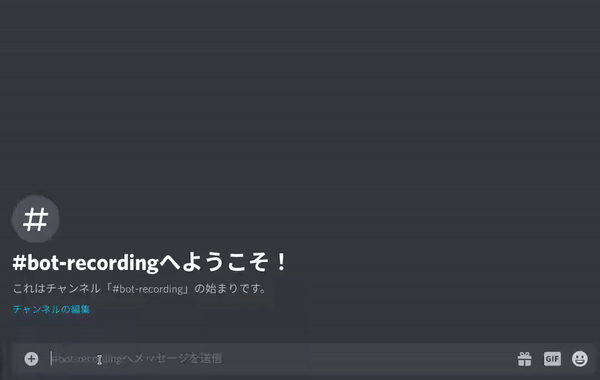 #bot-recordingへようこそ！
これはチャンネル「#bot-recording」の始まりです。
チャンネルの編集
#bot-recordingへメッセージを送信
GIF